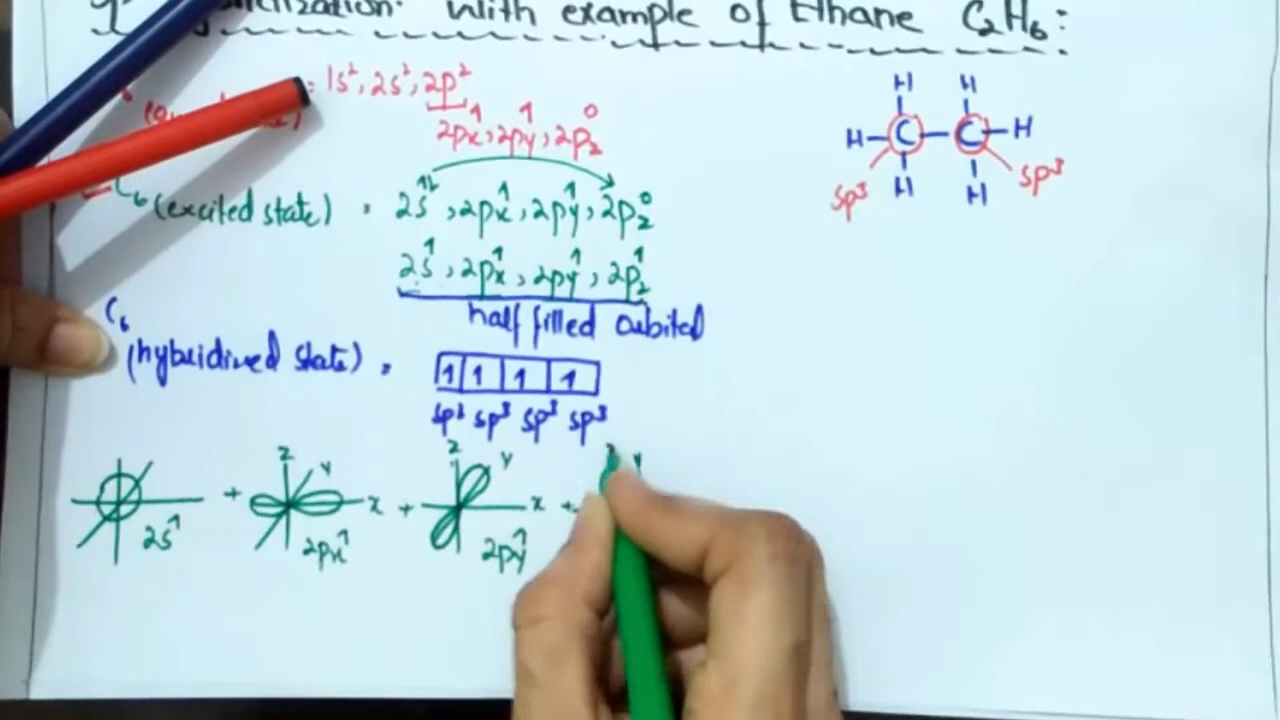 with example of Ethane C₂H₆:
1s², 2s², 2p²
2px¹, 2py¹, 2pz⁰
C₆ (excited state) = 2s¹↿, 2px¹, 2py¹, 2pz⁰
2s¹, 2px¹, 2py¹, 2pz¹
half filled orbital
C₆
(hybridized state) =
1 1 1 1
sp³ sp³ sp³ sp³
2s¹ + z y x 2px¹ + z y x 2py¹ +
H H
H-C-C-H
H H
sp³ sp³